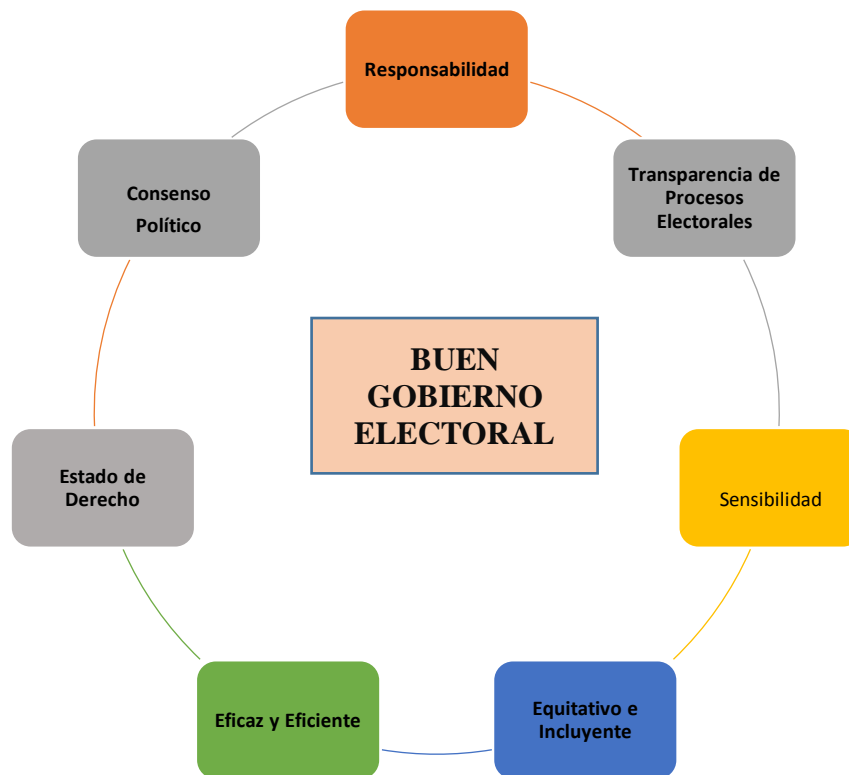 Responsabilidad
Transparencia de
Procesos
Electorales
Consenso
Político
BUEN
GOBIERNO
ELECTORAL
Sensibilidad
Estado de
Derecho
Equitativo e
Incluyente
Eficaz y Eficiente